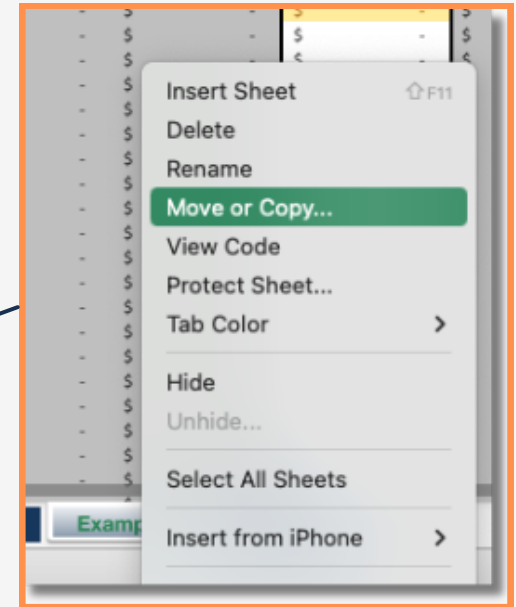 - $ - $ - $
- $ - $ - $
- $ $ $
- $ Insert Sheet ⇧F11
- $ Delete
- $ Rename
- $ Move or Copy...
- $ View Code
- $ Protect Sheet...
- $ Tab Color >
- $ Hide
- $ Unhide...
- $ Select All Sheets
Insert from iPhone >